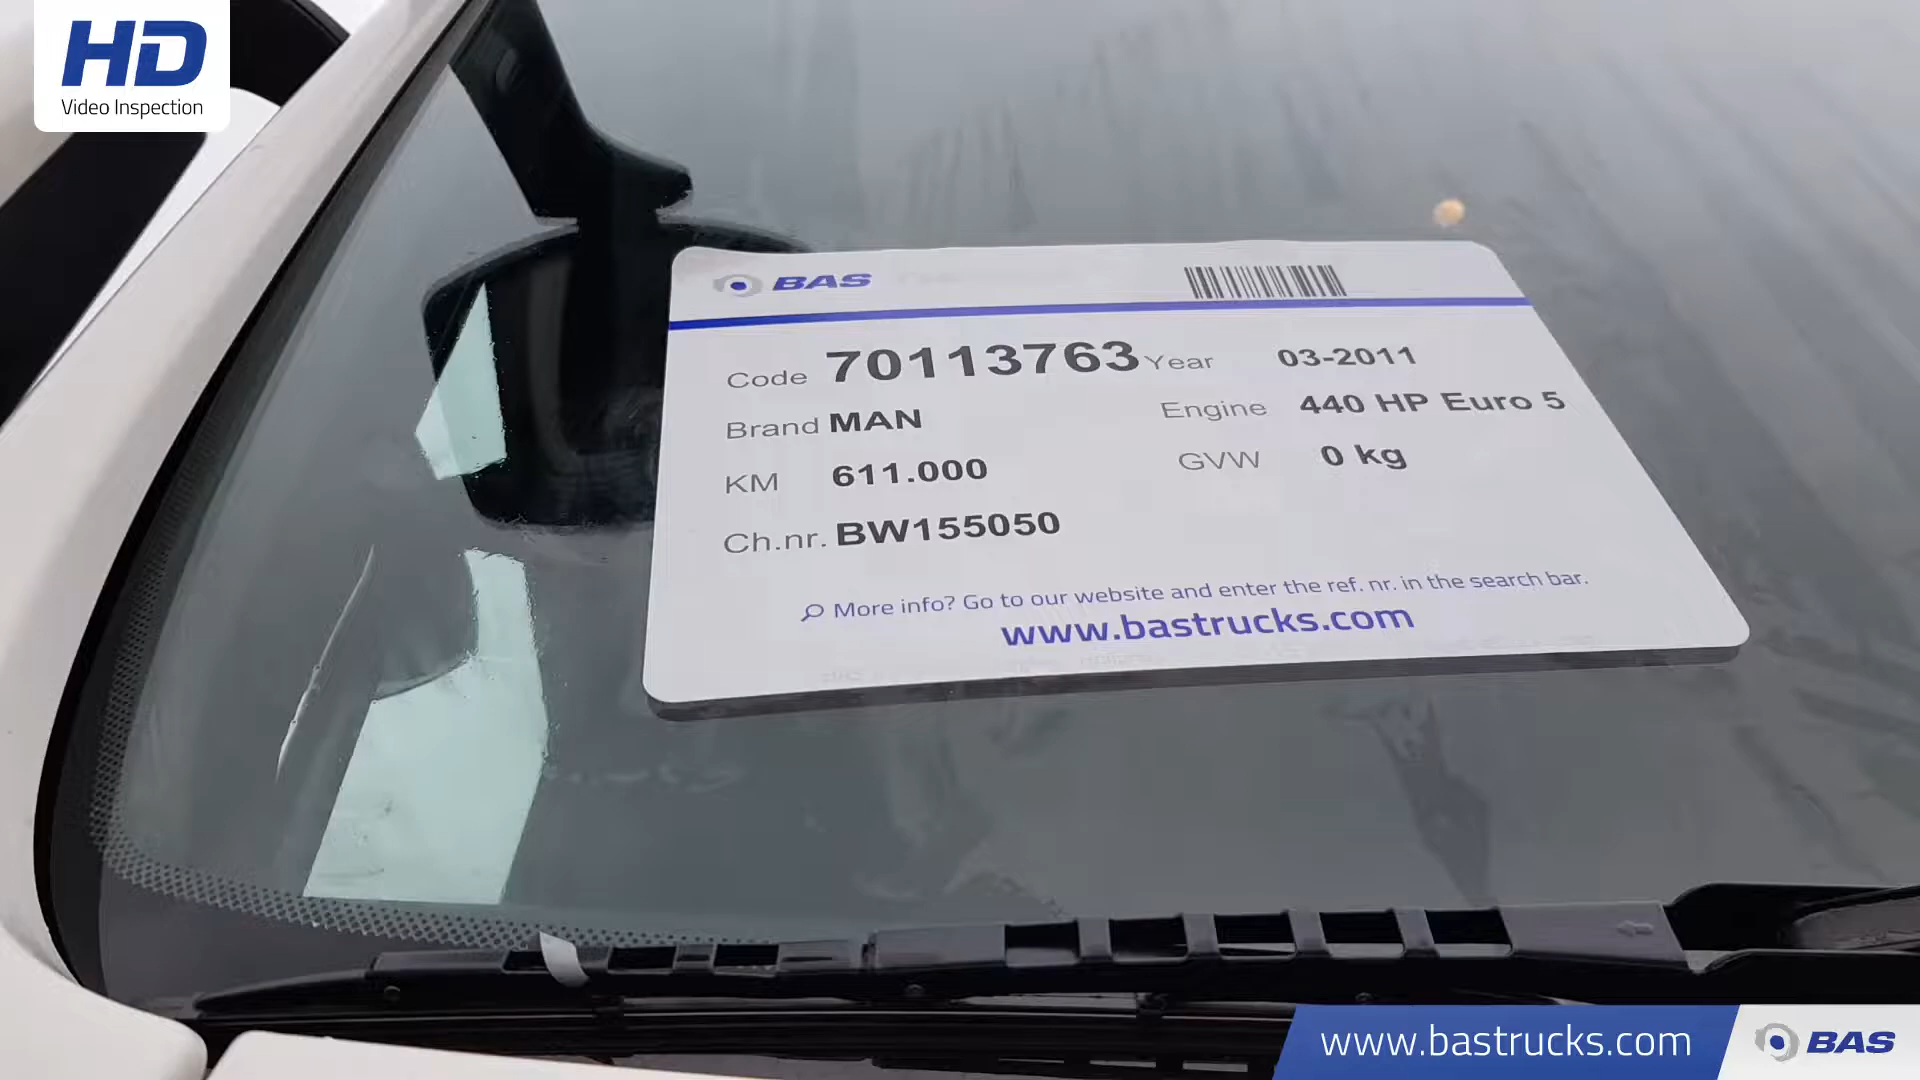 HD
Video Inspection
BAS
Code 70113763 Year 03-2011
Brand MAN Engine 440 HP Euro 5
KM 611.000 GVW 0 kg
Ch.nr. BW155050
More info? Go to our website and enter the ref. nr. in the search bar.
www.bastrucks.com
www.bastrucks.com BAS